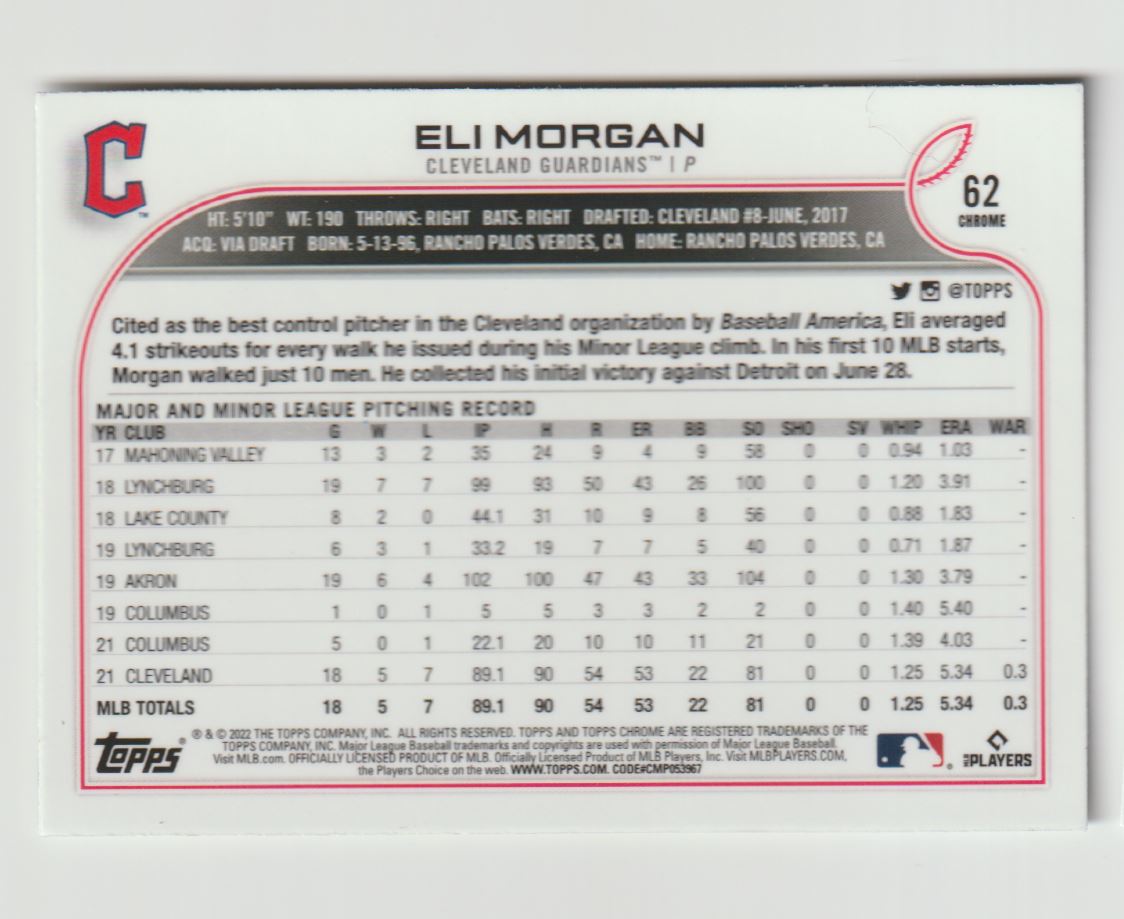 C
™
ELI MORGAN
CLEVELAND GUARDIANS™ | P
62
CHROME
HT: 5'10" WT: 190 THROWS: RIGHT BATS: RIGHT DRAFTED: CLEVELAND #8-JUNE, 2017
ACQ: VIA DRAFT BORN: 5-13-96, RANCHO PALOS VERDES, CA HOME: RANCHO PALOS VERDES, CA
@TOPPS
Cited as the best control pitcher in the Cleveland organization by Baseball America, Eli averaged
4.1 strikeouts for every walk he issued during his Minor League climb. In his first 10 MLB starts,
Morgan walked just 10 men. He collected his initial victory against Detroit on June 28.
MAJOR AND MINOR LEAGUE PITCHING RECORD
YR CLUB G W L IP H R ER BB SO SHO SV WHIP ERA WAR
17 MAHONING VALLEY 13 3 2 35 24 9 4 9 58 0 0 0.94 1.03 -
18 LYNCHBURG 19 7 7 99 93 50 43 26 100 0 0 1.20 3.91 -
18 LAKE COUNTY 8 2 0 44.1 31 10 9 8 56 0 0 0.88 1.83 -
19 LYNCHBURG 6 3 1 33.2 19 7 7 5 40 0 0 0.71 1.87 -
19 AKRON 19 6 4 102 100 47 43 33 104 0 0 1.30 3.79 -
19 COLUMBUS 1 0 1 5 5 3 3 2 2 0 0 1.40 5.40 -
21 COLUMBUS 5 0 1 22.1 20 10 10 11 21 0 0 1.39 4.03 -
21 CLEVELAND 18 5 7 89.1 90 54 53 22 81 0 0 1.25 5.34 0.3
MLB TOTALS 18 5 7 89.1 90 54 53 22 81 0 0 1.25 5.34 0.3
topps®
® & © 2022 THE TOPPS COMPANY, INC. ALL RIGHTS RESERVED. TOPPS AND TOPPS CHROME ARE REGISTERED TRADEMARKS OF THE
TOPPS COMPANY, INC. Major League Baseball trademarks and copyrights are used with permission of Major League Baseball.
Visit MLB.com. OFFICIALLY LICENSED PRODUCT OF MLB. Officially Licensed Product of MLB Players, Inc. Visit MLBPLAYERS.COM,
the Players Choice on the web. WWW.TOPPS.COM. CODE#CMP053967
MLB PLAYERS